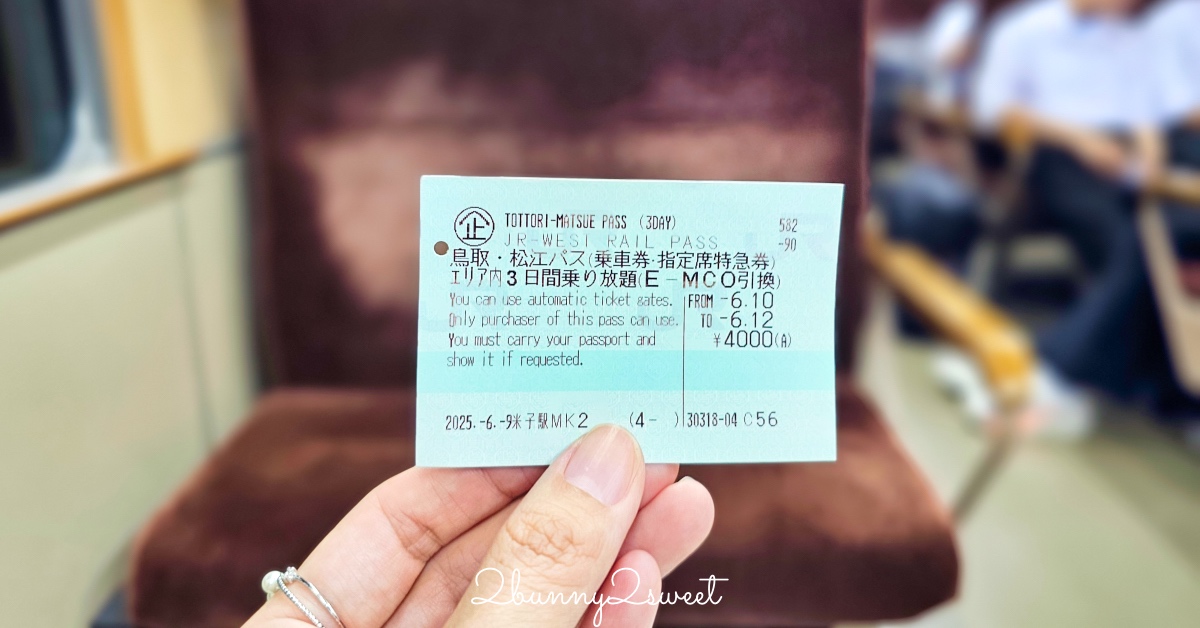 企 TOTTORI-MATSUE PASS (3DAY) 582
JR-WEST RAIL PASS -90
鳥取・松江パス(乗車券・指定席特急券)
エリア内3日間乗り放題(E-MCO引換)
You can use automatic ticket gates. FROM -6.10
Only purchaser of this pass can use. TO -6.12
You must carry your passport and ¥4000(A)
show it if requested.
2025.-6.-9米子駅MK2 (4- ) 30318-04 C56
2bunny2sweet